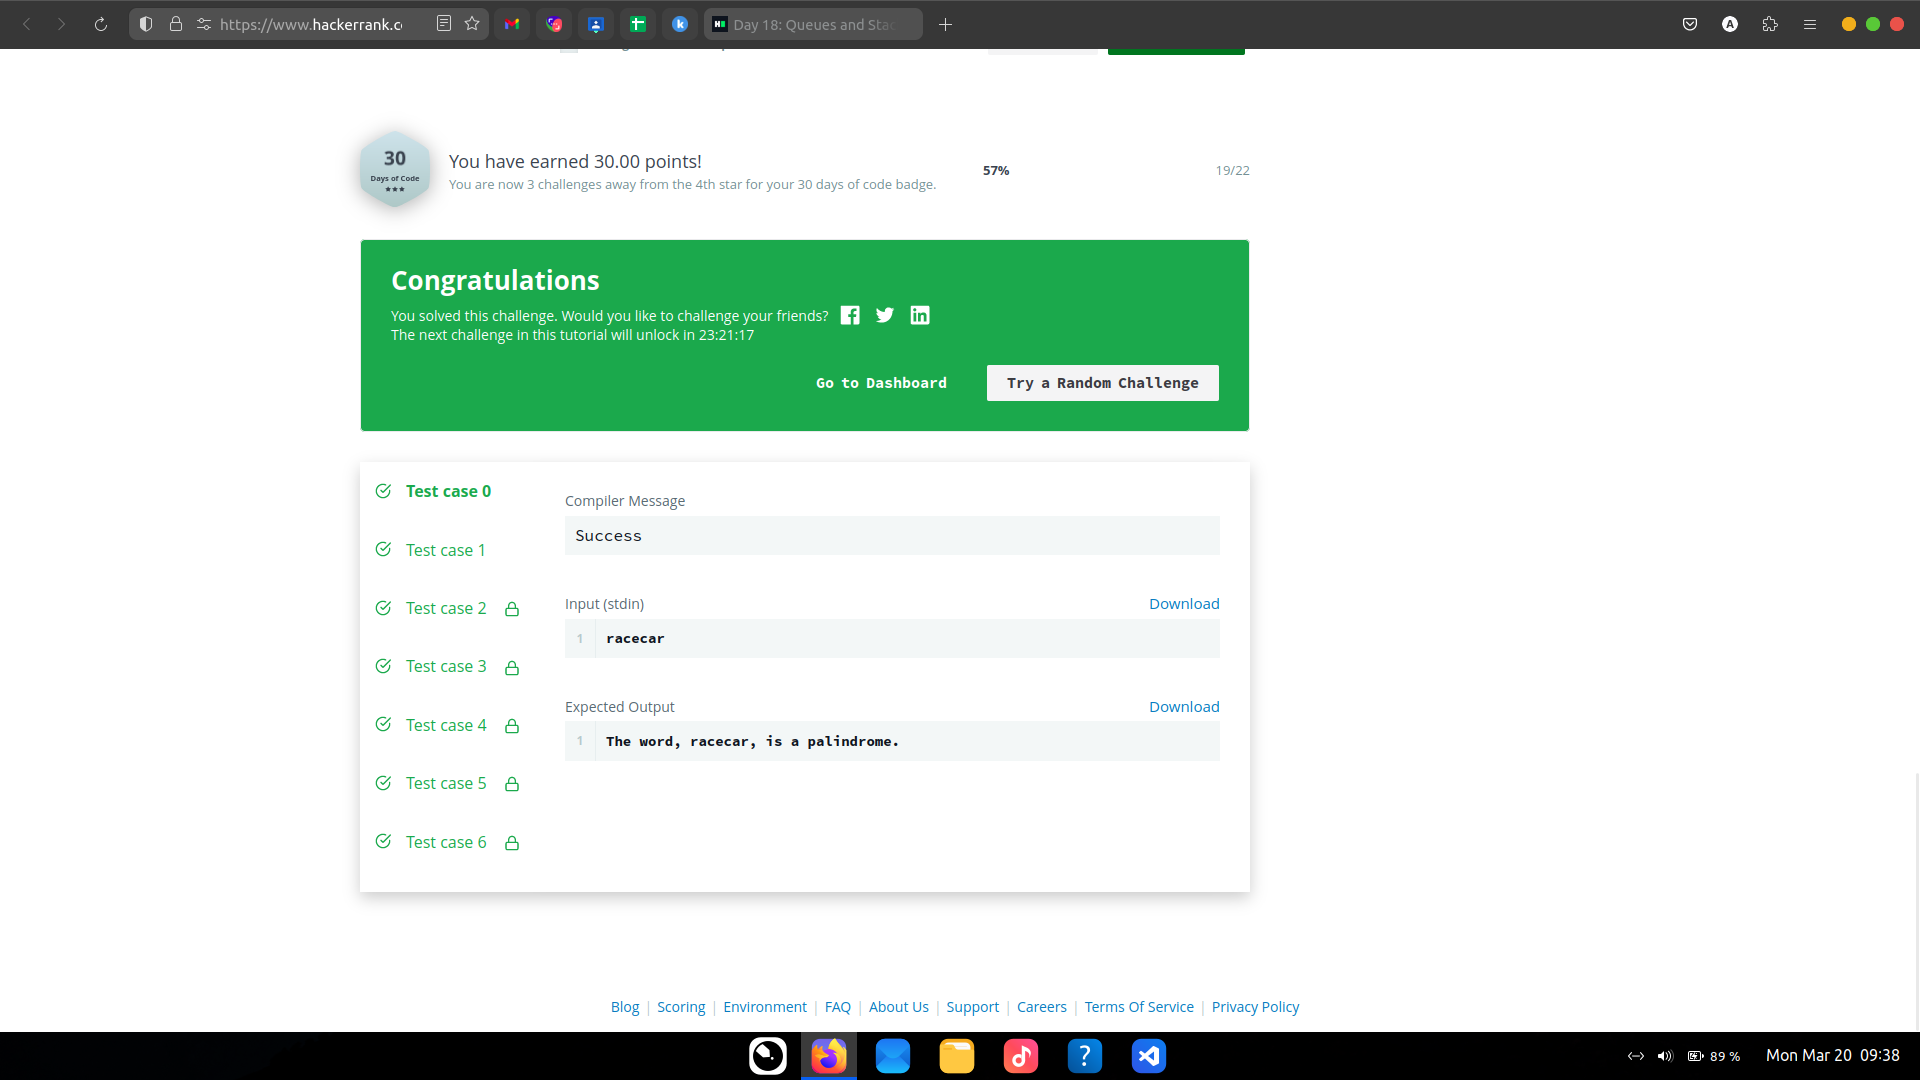 https://www.hackerrank.c
Day 18: Queues and Stac
30
Days of Code
You have earned 30.00 points!
You are now 3 challenges away from the 4th star for your 30 days of code badge.
57%
19/22
Congratulations
You solved this challenge. Would you like to challenge your friends?
The next challenge in this tutorial will unlock in 23:21:17
Go to Dashboard
Try a Random Challenge
Test case 0
Test case 1
Test case 2
Test case 3
Test case 4
Test case 5
Test case 6
Compiler Message
Success
Input (stdin)
Download
1 racecar
Expected Output
Download
1 The word, racecar, is a palindrome.
Blog | Scoring | Environment | FAQ | About Us | Support | Careers | Terms Of Service | Privacy Policy
89 %
Mon Mar 20 09:38